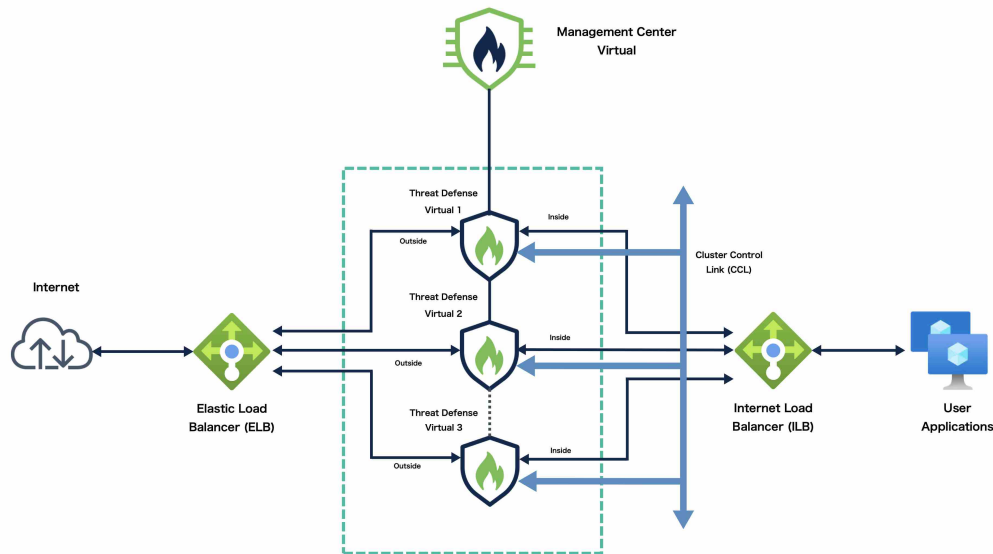 Management Center
Virtual
Threat Defense
Virtual 1
Inside
Outside
Cluster Control
Link (CCL)
Internet
Threat Defense
Virtual 2
Inside
Outside
Elastic Load
Balancer (ELB)
Threat Defense
Virtual 3
Inside
Outside
Internet Load
Balancer (ILB)
User
Applications